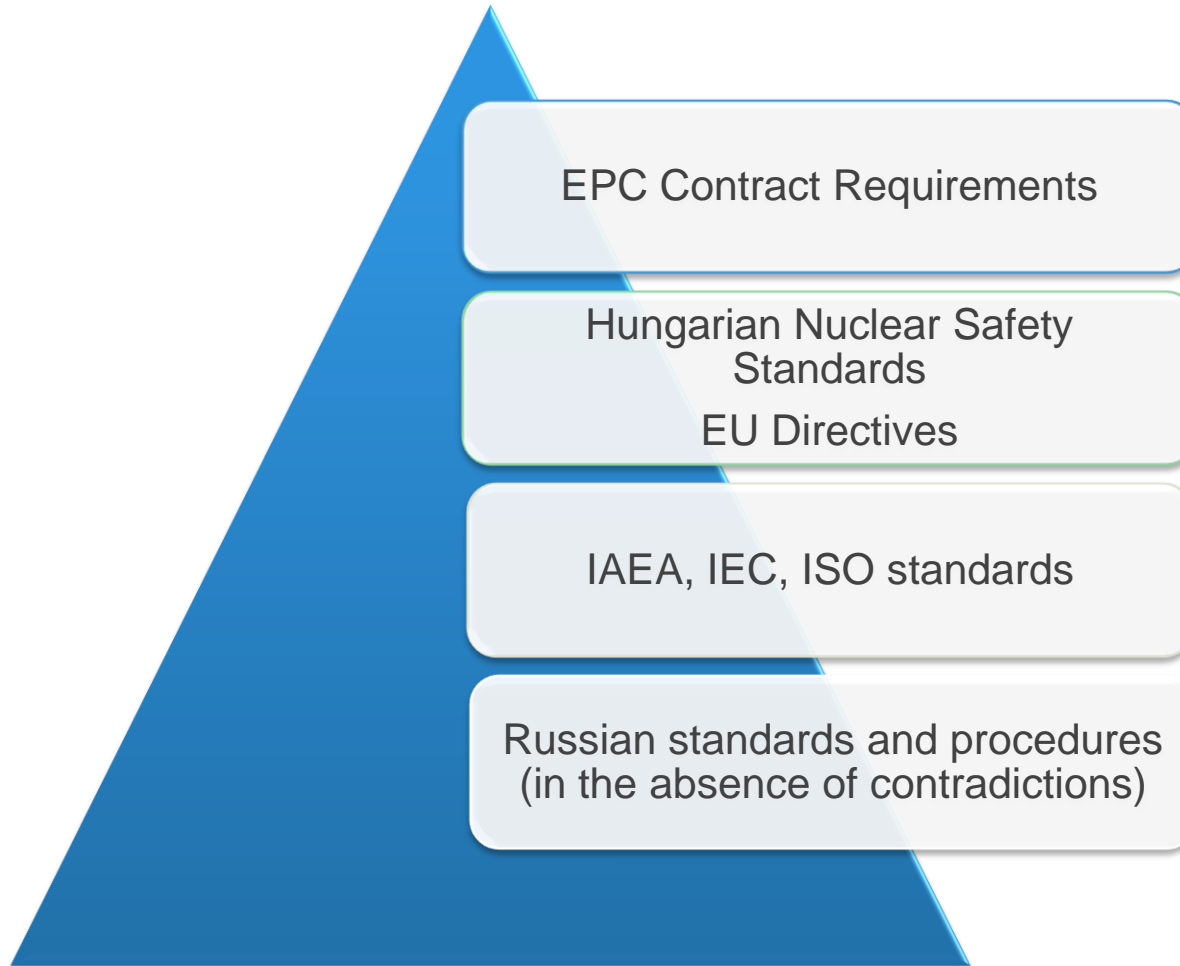 EPC Contract Requirements
Hungarian Nuclear Safety
Standards
EU Directives
IAEA, IEC, ISO standards
Russian standards and procedures
(in the absence of contradictions)